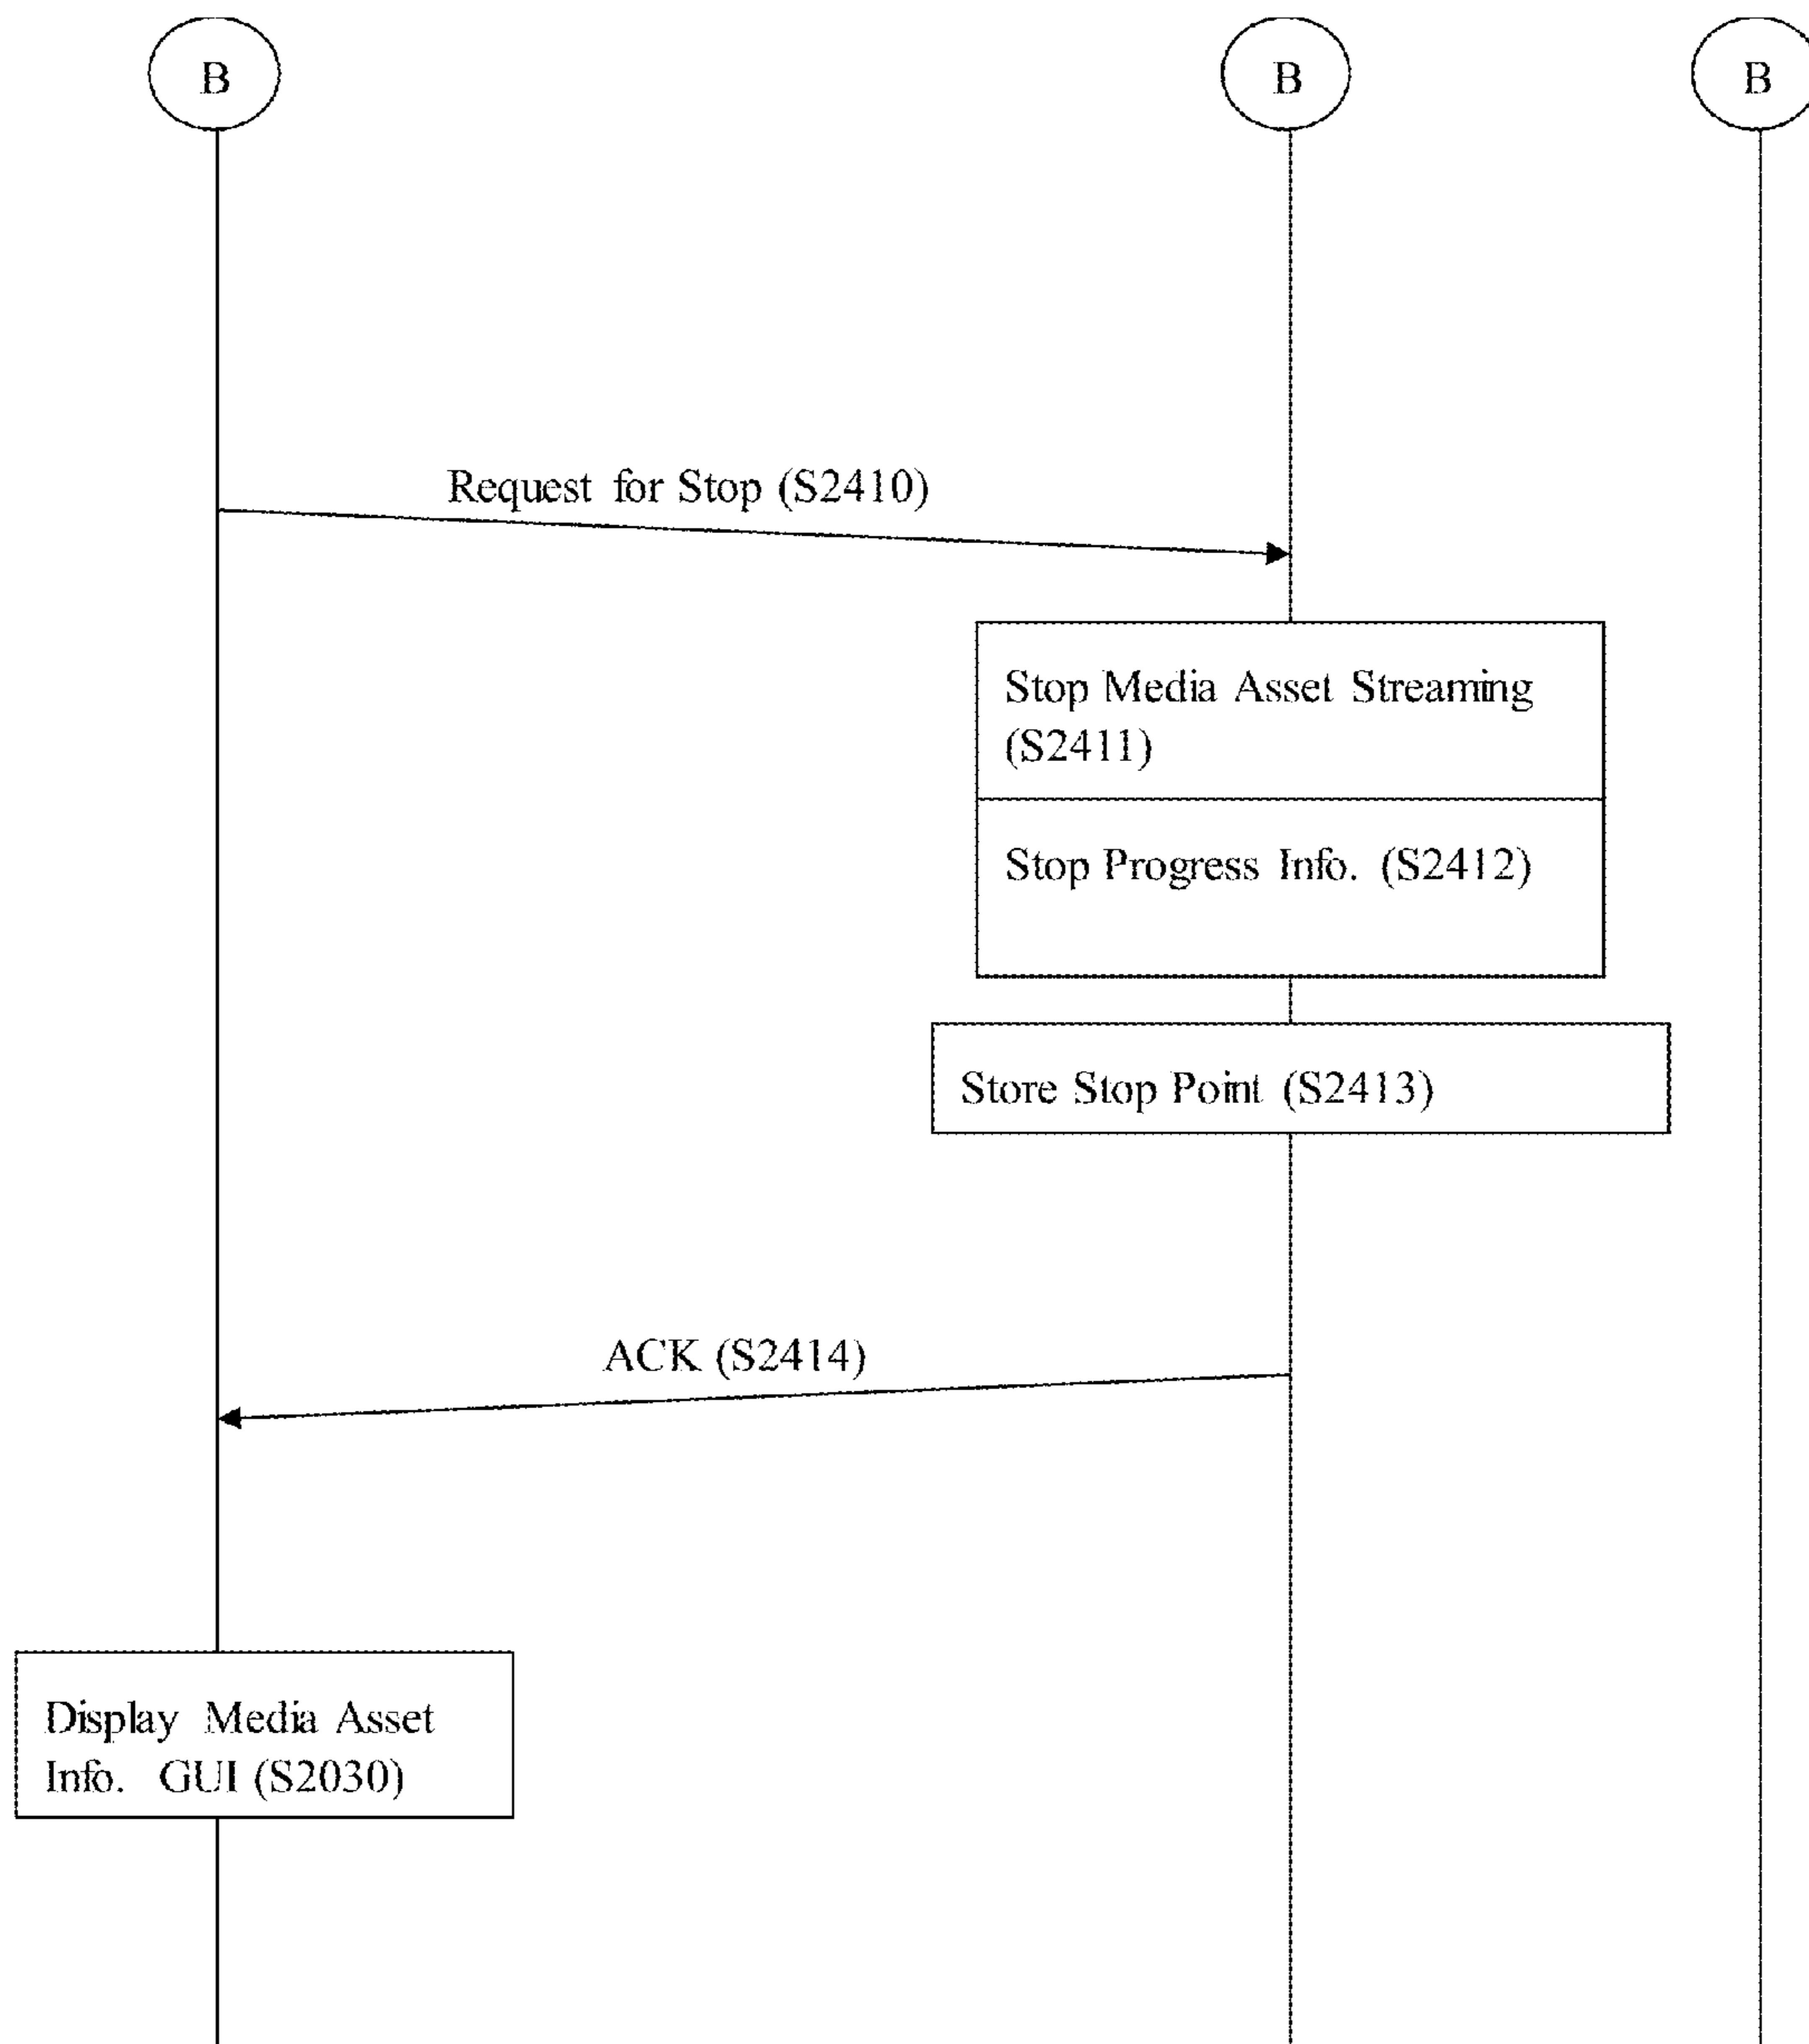 B
B
B
Request for Stop (S2410)
Stop Media Asset Streaming
(S2411)
Stop Progress Info. (S2412)
Store Stop Point (S2413)
ACK (S2414)
Display Media Asset
Info. GUI (S2030)